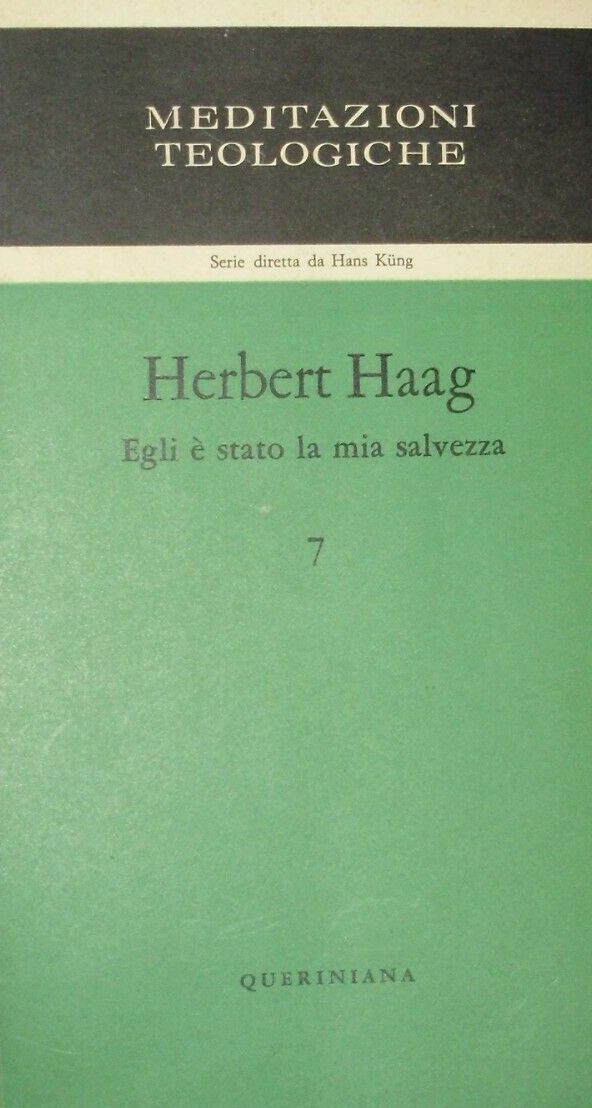 MEDITAZIONI
TEOLOGICHE
Serie diretta da Hans Küng
Herbert Haag
Egli è stato la mia salvezza
7
QUERINIANA